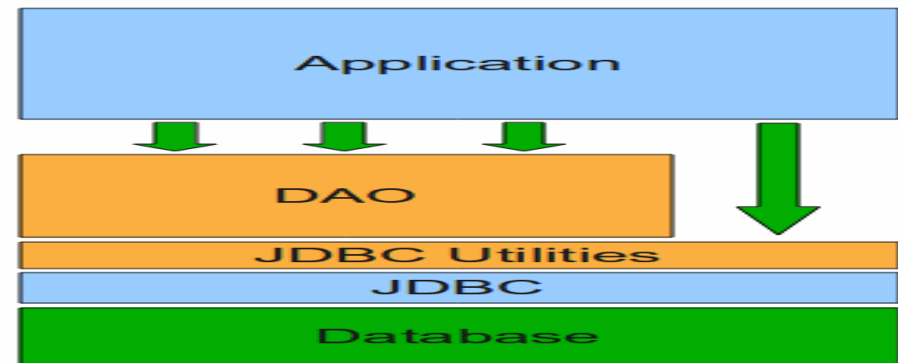 Application
DAO
JDBC Utilities
JDBC
Database